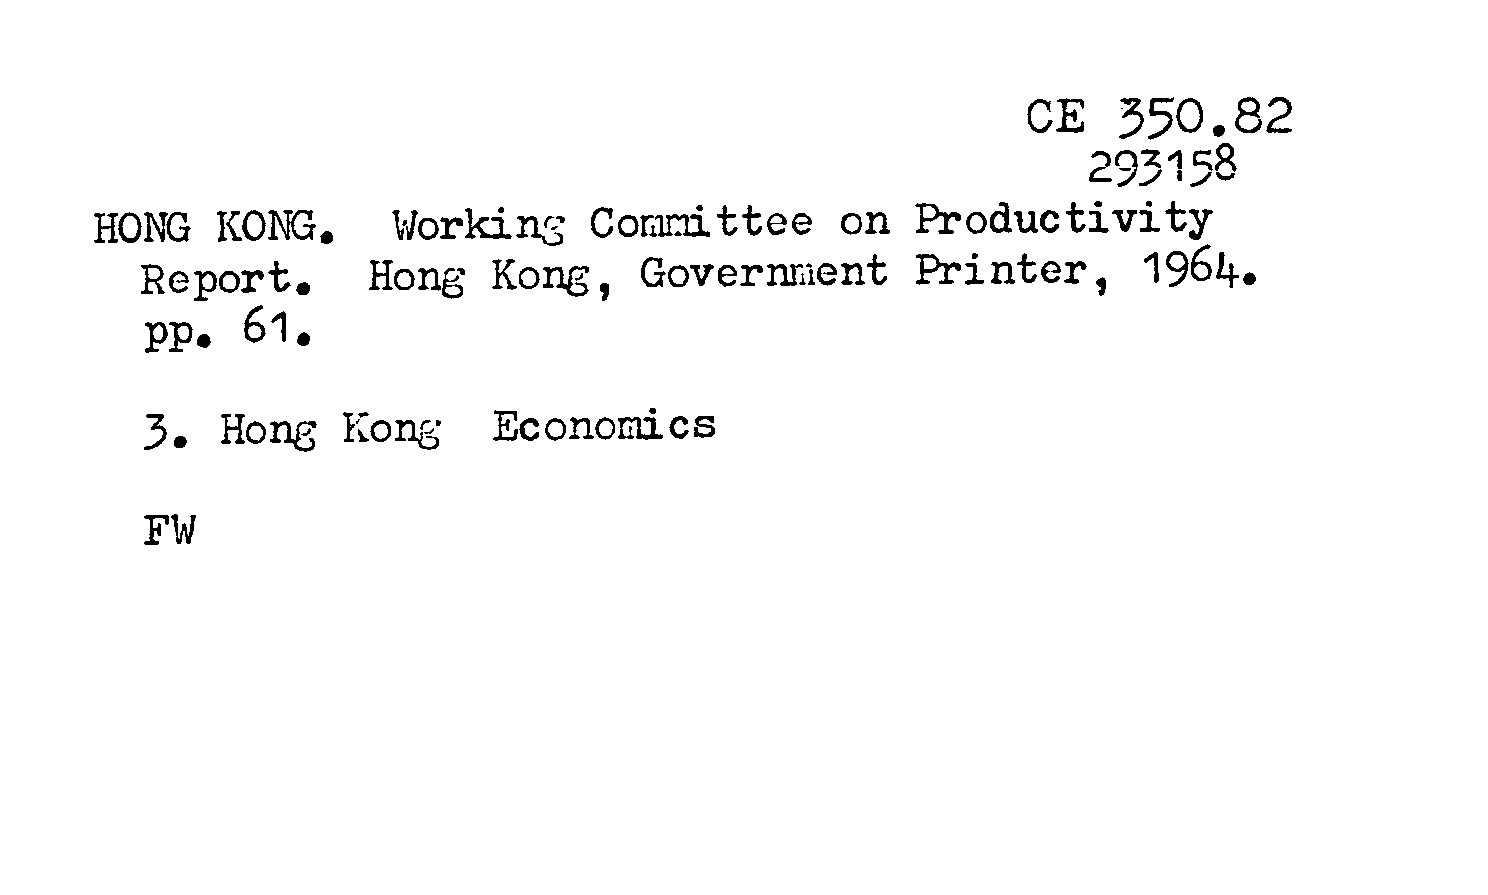 CE 350.82
293158
HONG KONG. Working Committee on Productivity
Report. Hong Kong, Government Printer, 1964.
pp. 61.
3. Hong Kong Economics
FW